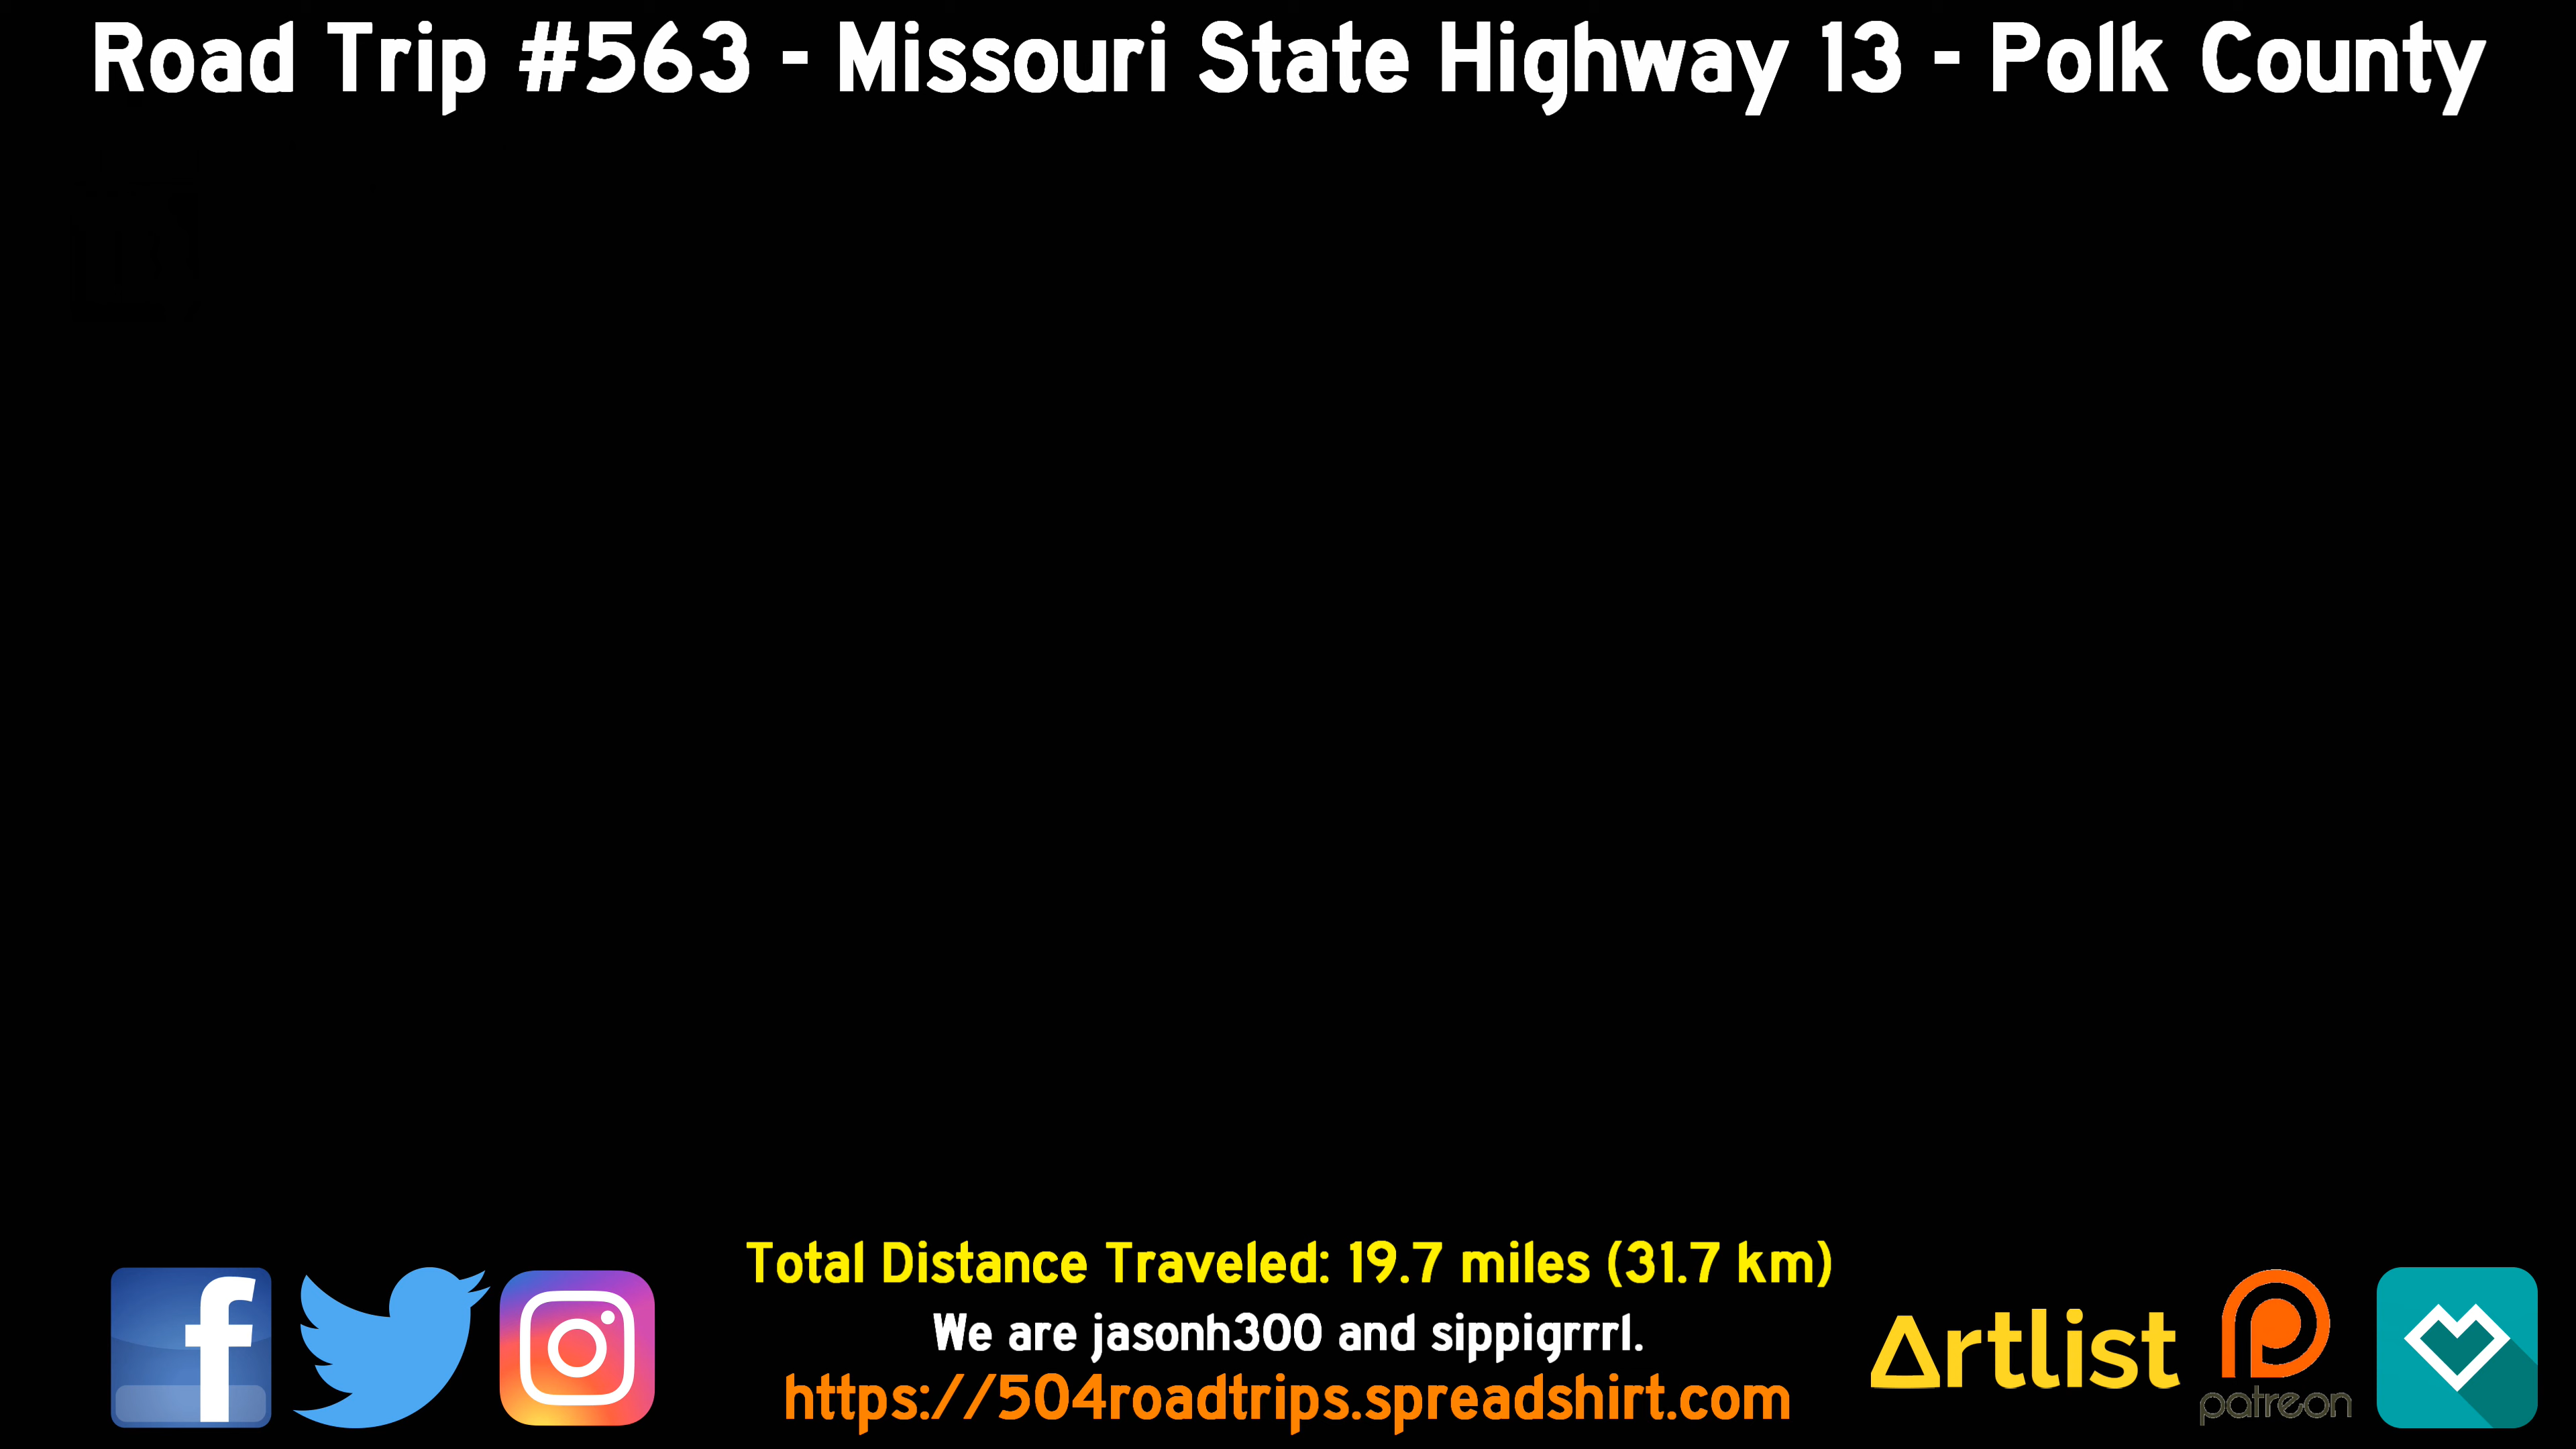 Road Trip #563 - Missouri State Highway 13 - Polk County
Total Distance Traveled: 19.7 miles (31.7 km)
We are jasonh300 and sippigrrrl.
https://504roadtrips.spreadshirt.com
f
Artlist
patreon